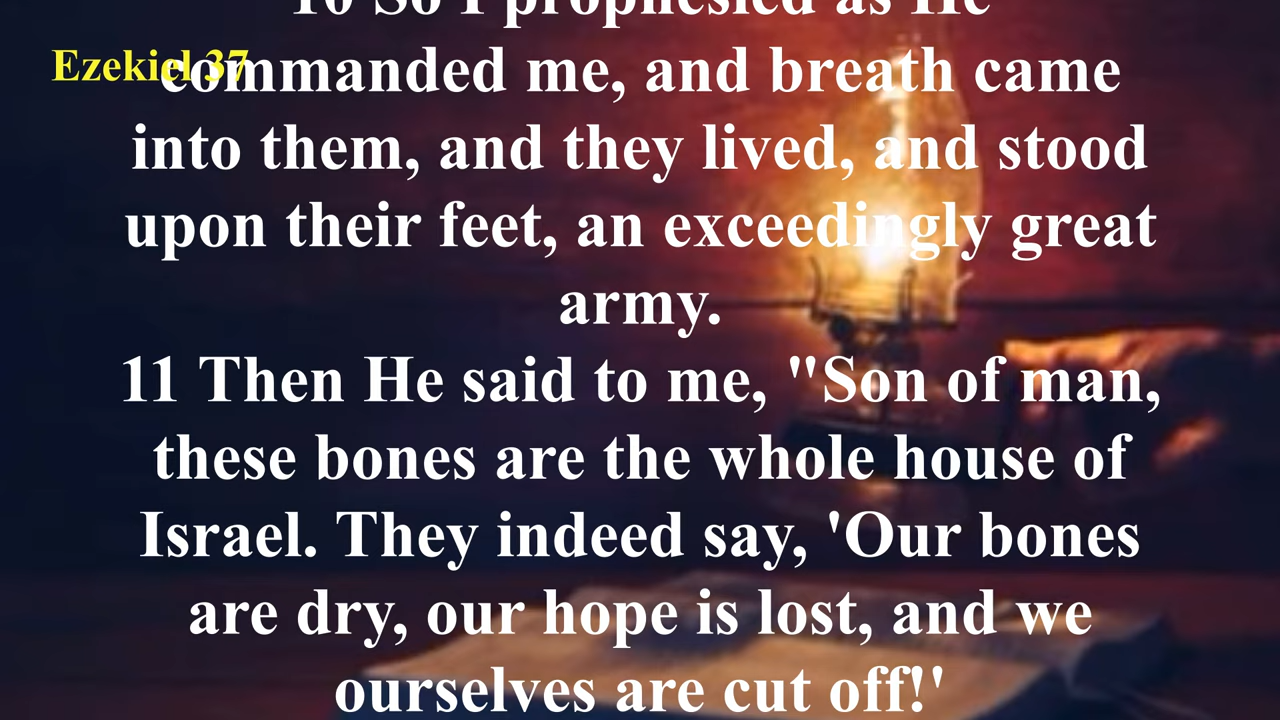 10 So I prophesied as He
Ezekiel 37
commanded me, and breath came
into them, and they lived, and stood
upon their feet, an exceedingly great
army.
11 Then He said to me, "Son of man,
these bones are the whole house of
Israel. They indeed say, 'Our bones
are dry, our hope is lost, and we
ourselves are cut off!'